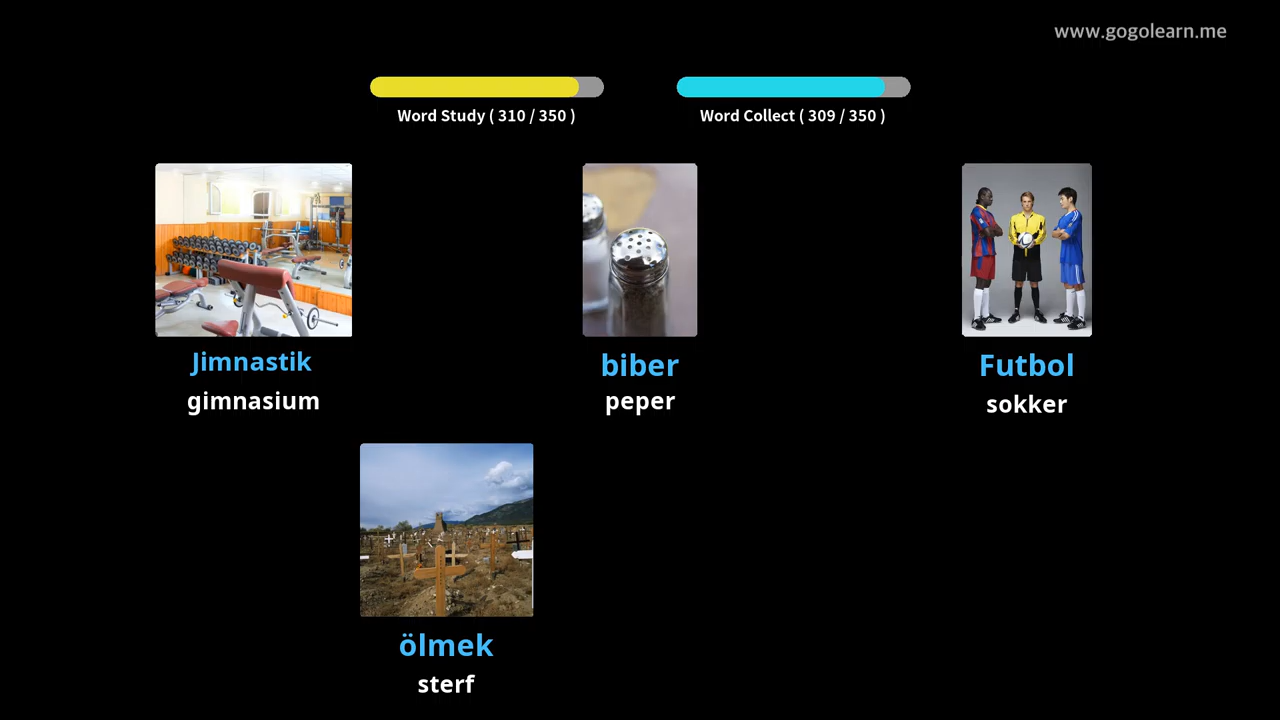 www.gogolearn.me
Word Study ( 310 / 350 )
Word Collect ( 309 / 350 )
Jimnastik
gimnasium
biber
peper
Futbol
sokker
ölmek
sterf